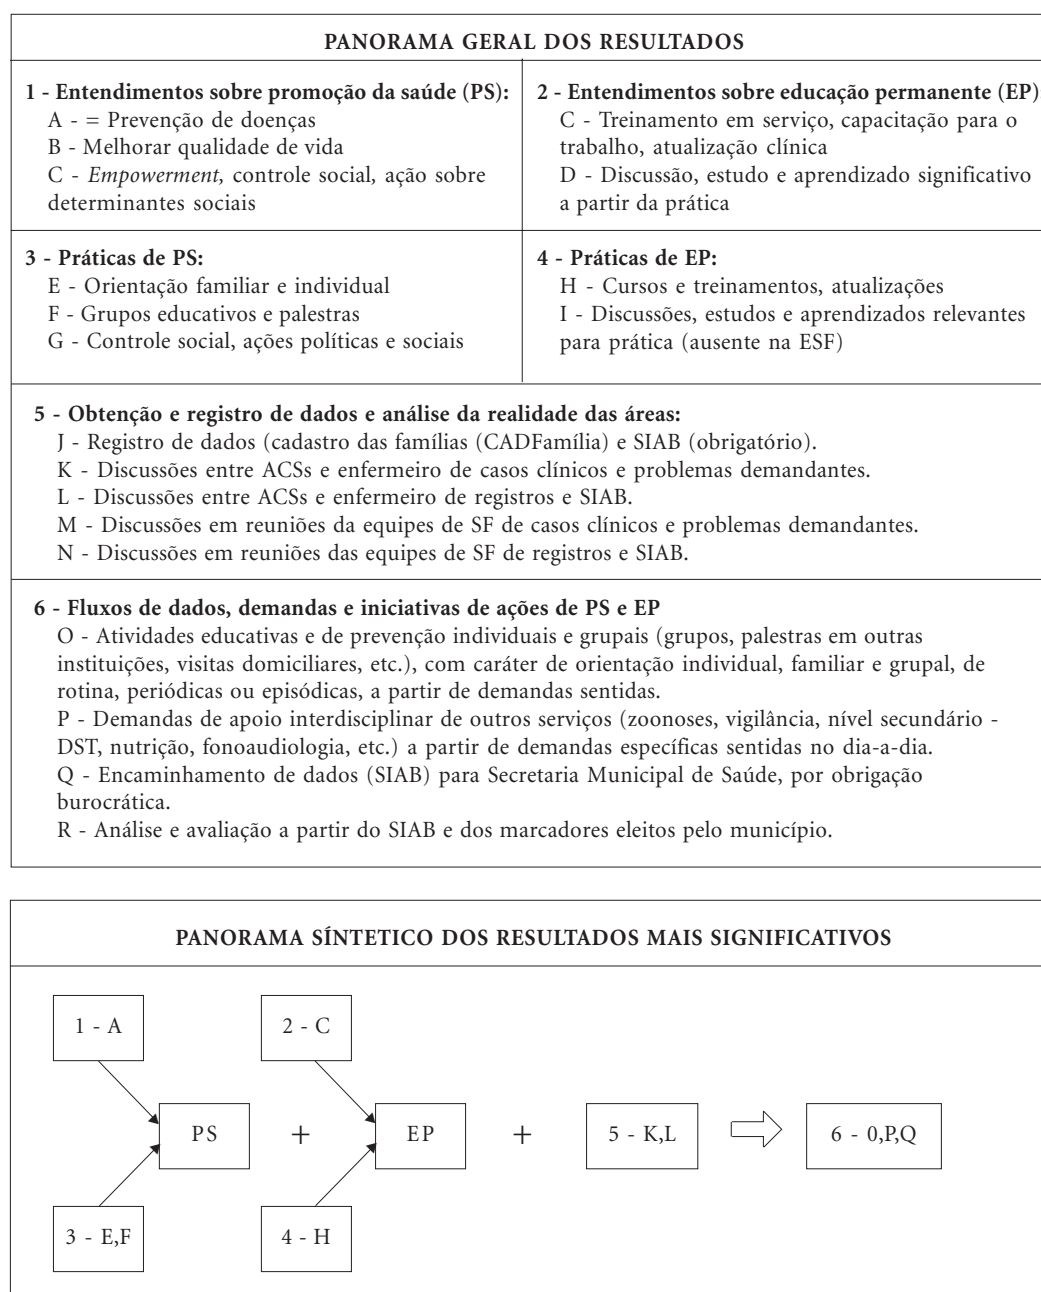 PANORAMA GERAL DOS RESULTADOS
1 - Entendimentos sobre promoção da saúde (PS):
A - = Prevenção de doenças
B - Melhorar qualidade de vida
C - Empowerment, controle social, ação sobre
determinantes sociais
2 - Entendimentos sobre educação permanente (EP):
C - Treinamento em serviço, capacitação para o
trabalho, atualização clínica
D - Discussão, estudo e aprendizado significativo
a partir da prática
3 - Práticas de PS:
E - Orientação familiar e individual
F - Grupos educativos e palestras
G - Controle social, ações políticas e sociais
4 - Práticas de EP:
H - Cursos e treinamentos, atualizações
I - Discussões, estudos e aprendizados relevantes
para prática (ausente na ESF)
5 - Obtenção e registro de dados e análise da realidade das áreas:
J - Registro de dados (cadastro das famílias (CADFamília) e SIAB (obrigatório).
K - Discussões entre ACSs e enfermeiro de casos clínicos e problemas demandantes.
L - Discussões entre ACSs e enfermeiro de registros e SIAB.
M - Discussões em reuniões da equipes de SF de casos clínicos e problemas demandantes.
N - Discussões em reuniões das equipes de SF de registros e SIAB.
6 - Fluxos de dados, demandas e iniciativas de ações de PS e EP
O - Atividades educativas e de prevenção individuais e grupais (grupos, palestras em outras
instituições, visitas domiciliares, etc.), com caráter de orientação individual, familiar e grupal, de
rotina, periódicas ou episódicas, a partir de demandas sentidas.
P - Demandas de apoio interdisciplinar de outros serviços (zoonoses, vigilância, nível secundário -
DST, nutrição, fonoaudiologia, etc.) a partir de demandas específicas sentidas no dia-a-dia.
Q - Encaminhamento de dados (SIAB) para Secretaria Municipal de Saúde, por obrigação
burocrática.
R - Análise e avaliação a partir do SIAB e dos marcadores eleitos pelo município.
PANORAMA SÍNTETICO DOS RESULTADOS MAIS SIGNIFICATIVOS
1 - A
2 - C
PS
+
EP
+
5 - K,L
6 - 0,P,Q
3 - E,F
4 - H